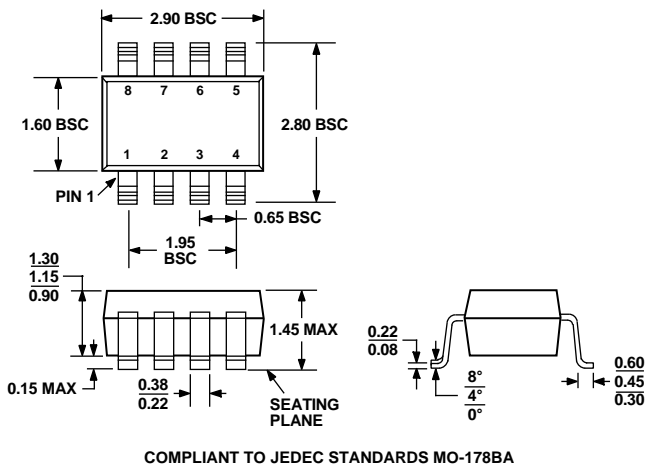 2.90 BSC
8 7 6 5
1.60 BSC
2.80 BSC
1 2 3 4
PIN 1
0.65 BSC
1.95
BSC
1.30
1.15
0.90
1.45 MAX
0.15 MAX
0.38
0.22
SEATING
PLANE
0.22
0.08
8°
4°
0°
0.60
0.45
0.30
COMPLIANT TO JEDEC STANDARDS MO-178BA